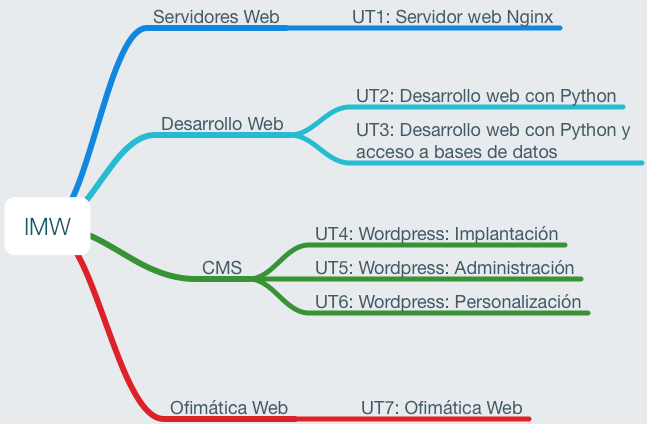 Servidores Web
UT1: Servidor web Nginx
Desarrollo Web
UT2: Desarrollo web con Python
UT3: Desarrollo web con Python y
acceso a bases de datos
IMW
CMS
UT4: Wordpress: Implantación
UT5: Wordpress: Administración
UT6: Wordpress: Personalización
Ofimática Web
UT7: Ofimática Web